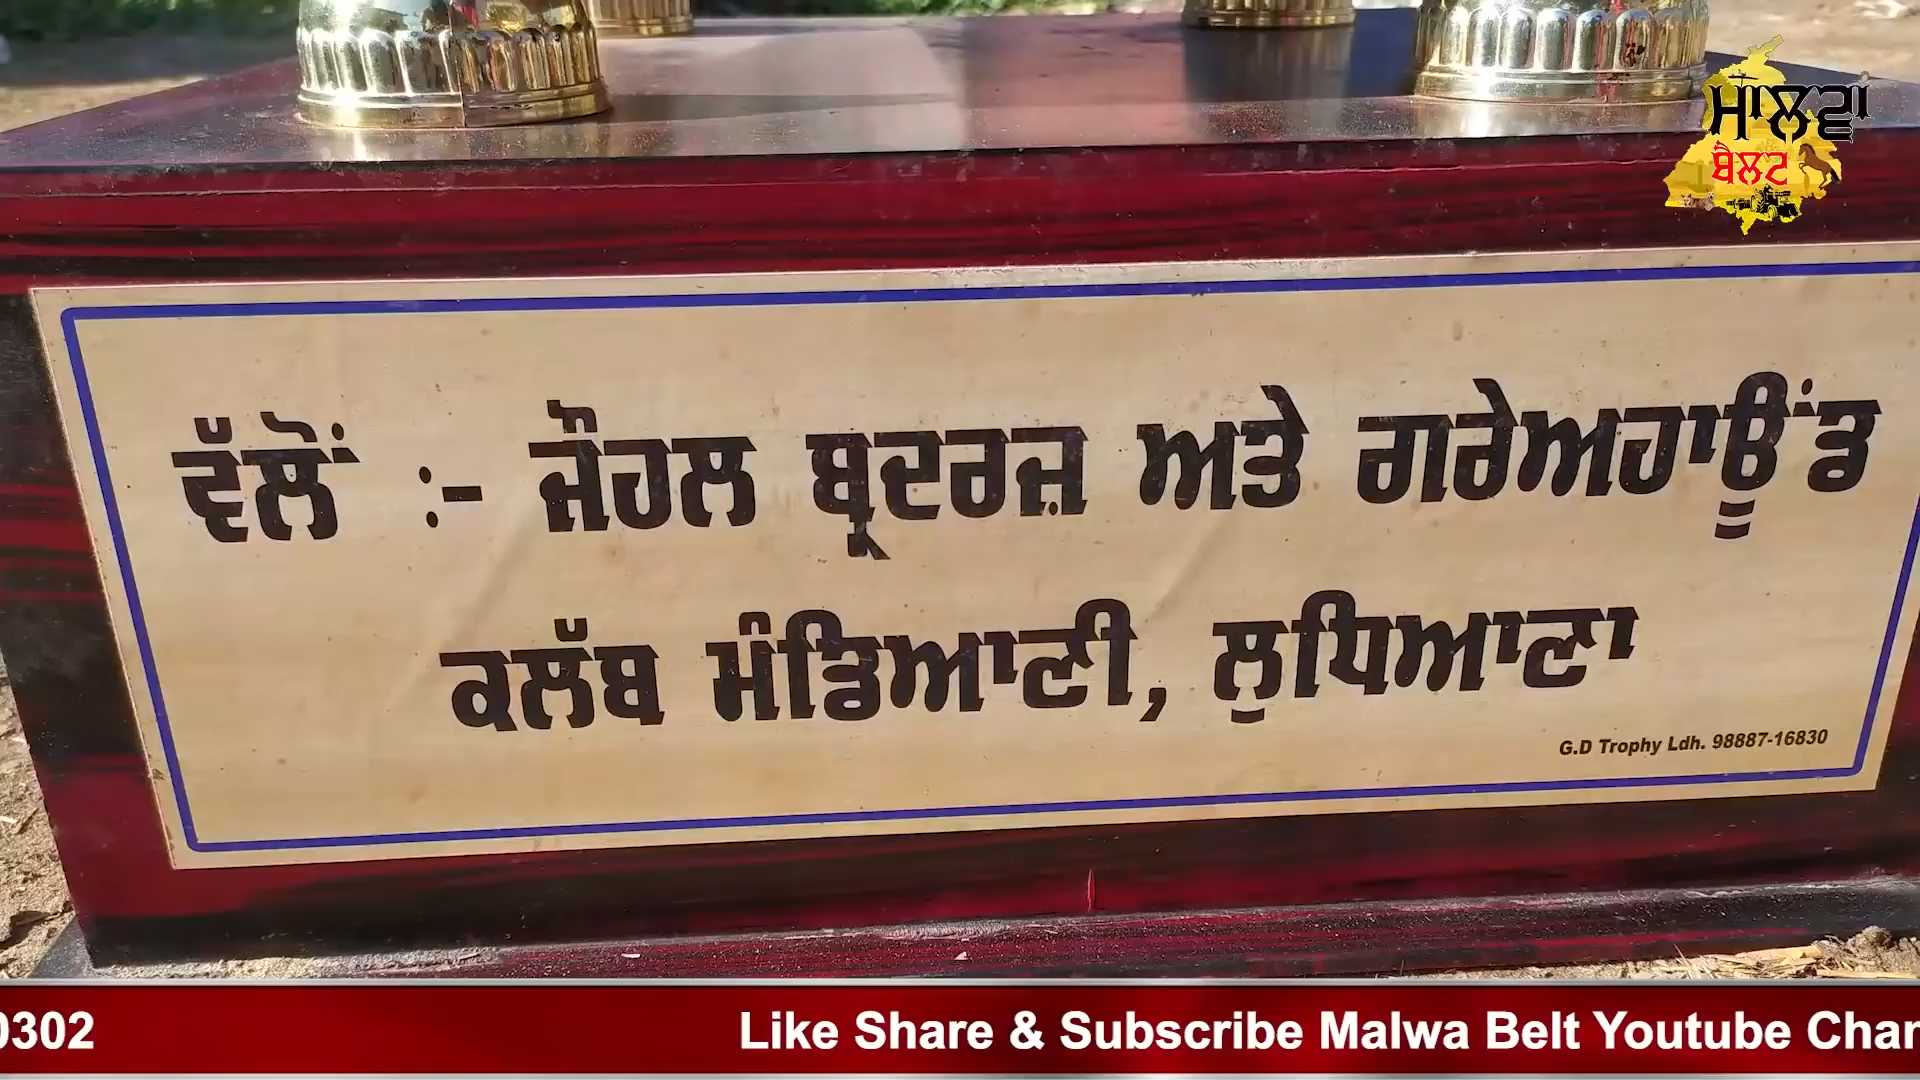 ਮਾਲਵਾ
ਬੈਲਟ
ਵੱਲੋਂ :- ਜੌਹਲ ਬ੍ਰਦਰਜ਼ ਅਤੇ ਗਰੇਅਹਾਊਂਡ
ਕਲੱਬ ਮੰਡਿਆਣੀ, ਲੁਧਿਆਣਾ
G.D Trophy Ldh. 98887-16830
0302 Like Share & Subscribe Malwa Belt Youtube Chan